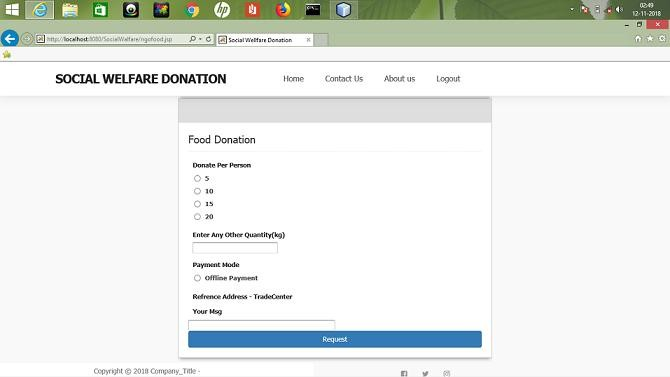 02:49
12-11-2018
http://localhost:8080/SocialWelfare/ngofood.jsp
Social Wellfare Donation
SOCIAL WELFARE DONATION
Home Contact Us About us Logout
Food Donation
Donate Per Person
5
10
15
20
Enter Any Other Quantity(kg)
Payment Mode
Offline Payment
Refrence Address - TradeCenter
Your Msg
Request
Copyright © 2018 Company_Title -